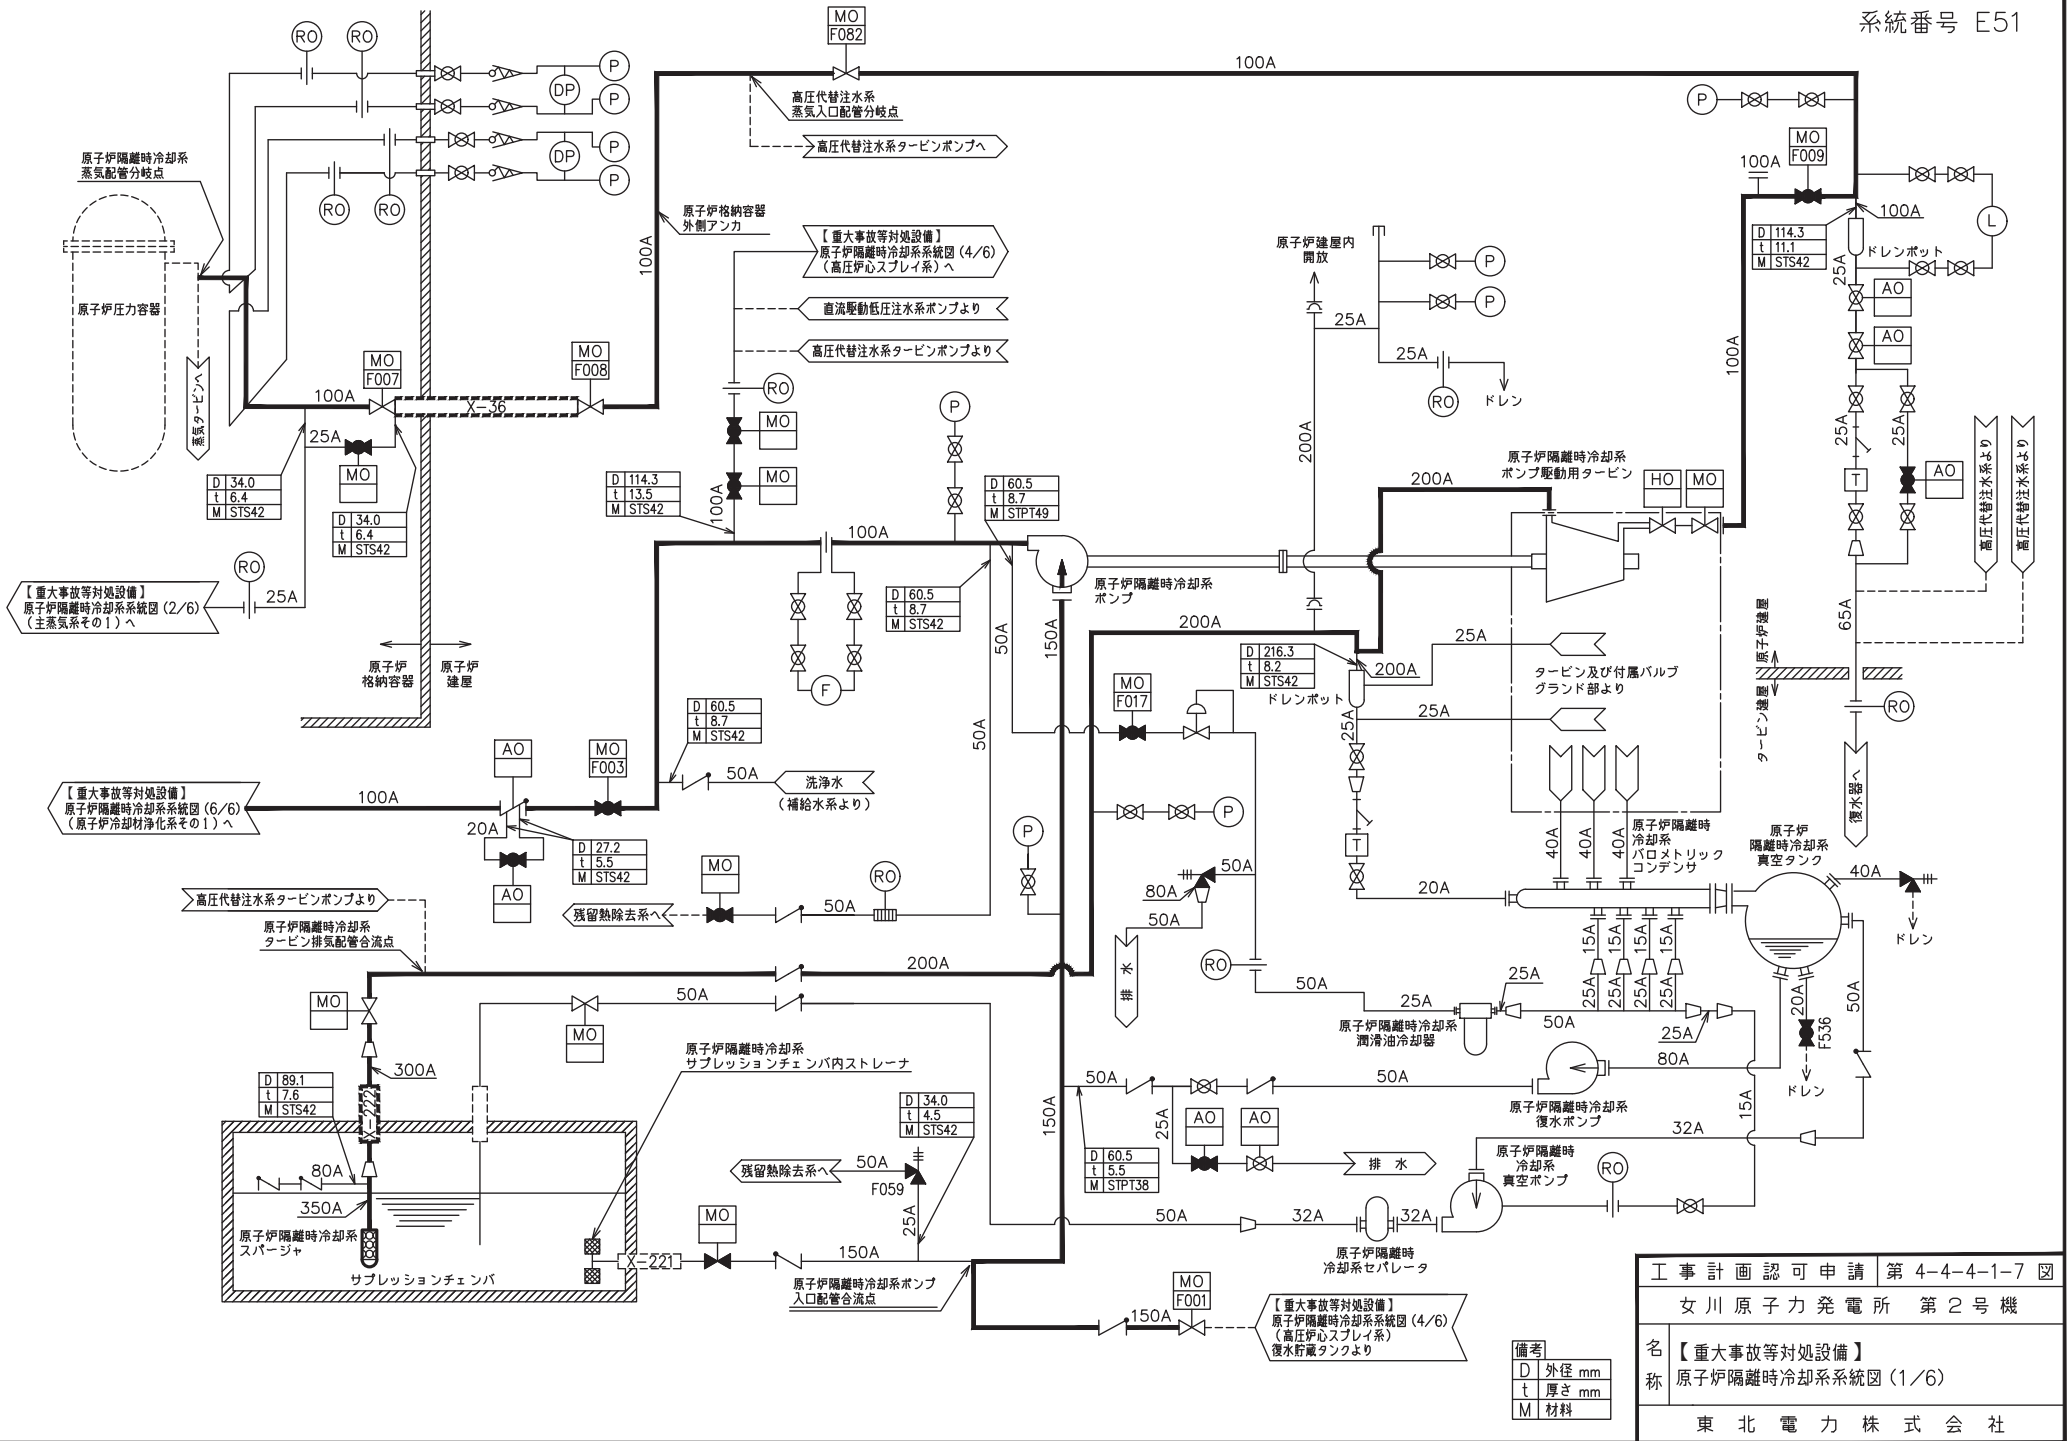 系統番号 E51
RO
RO
P
DP
P
P
DP
P
RO
RO
原子炉隔離時冷却系
蒸気配管分岐点
原子炉圧力容器
蒸気タービンへ
MO
F082
100A
高圧代替注水系
蒸気入口配管分岐点
高圧代替注水系タービンポンプへ
原子炉格納容器
外側アンカ
100A
【重大事故等対処設備】
原子炉隔離時冷却系系統図(4/6)
(高圧炉心スプレイ系)へ
直流駆動低圧注水系ポンプより
高圧代替注水系タービンポンプより
RO
MO
MO
100A
D 114.3
t 13.5
M STS42
P
MO
F009
100A
100A
L
D 114.3
t 11.1
M STS42
ドレンポット
25A
AO
AO
25A
25A
T
AO
高圧代替注水系より
高圧代替注水系より
65A
原子炉建屋
タービン建屋
RO
復水器へ
原子炉建屋内
開放
P
P
25A
25A
RO
ドレン
200A
100A
MO
F007
100A
MO
F008
X-36
25A
MO
D 34.0
t 6.4
M STS42
D 34.0
t 6.4
M STS42
RO
25A
【重大事故等対処設備】
原子炉隔離時冷却系系統図(2/6)
(主蒸気系その1)へ
原子炉
格納容器
原子炉
建屋
P
D 60.5
t 8.7
M STPT49
100A
F
D 60.5
t 8.7
M STS42
50A
50A
150A
原子炉隔離時冷却系
ポンプ
200A
原子炉隔離時冷却系
ポンプ駆動用タービン
HO
MO
200A
D 216.3
t 8.2
M STS42
200A
ドレンポット
25A
25A
25A
タービン及び付属バルブ
グランド部より
T
20A
40A
40A
40A
原子炉隔離時
冷却系
バロメトリック
コンデンサ
原子炉
隔離時冷却系
真空タンク
40A
ドレン
15A
15A
15A
15A
25A
25A
25A
25A
20A
F536
ドレン
50A
MO
F017
P
50A
80A
50A
排水
RO
50A
25A
25A
50A
25A
原子炉隔離時冷却系
潤滑油冷却器
80A
原子炉隔離時冷却系
復水ポンプ
15A
32A
D 60.5
t 8.7
M STS42
50A
洗浄水
(補給水系より)
AO
MO
F003
【重大事故等対処設備】
原子炉隔離時冷却系系統図(6/6)
(原子炉冷却材浄化系その1)へ
100A
20A
D 27.2
t 5.5
M STS42
AO
MO
残留熱除去系へ
50A
RO
P
高圧代替注水系タービンポンプより
原子炉隔離時冷却系
タービン排気配管合流点
200A
MO
50A
MO
300A
D 89.1
t 7.6
M STS42
X-222
80A
350A
原子炉隔離時冷却系
スパージャ
サプレッションチェンバ
原子炉隔離時冷却系
サプレッションチェンバ内ストレーナ
D 34.0
t 4.5
M STS42
残留熱除去系へ
50A
F059
25A
X-221
MO
150A
原子炉隔離時冷却系ポンプ
入口配管合流点
150A
50A
50A
25A
AO
AO
排水
D 60.5
t 5.5
M STPT38
原子炉隔離時
冷却系
真空ポンプ
RO
50A
32A
32A
原子炉隔離時
冷却系セパレータ
150A
MO
F001
【重大事故等対処設備】
原子炉隔離時冷却系系統図(4/6)
(高圧炉心スプレイ系)
復水貯蔵タンクより
備考
D 外径 mm
t 厚さ mm
M 材料
工事計画認可申請 第 4-4-4-1-7 図
女川原子力発電所 第2号機
名称 【重大事故等対処設備】
原子炉隔離時冷却系系統図(1/6)
東北電力株式会社